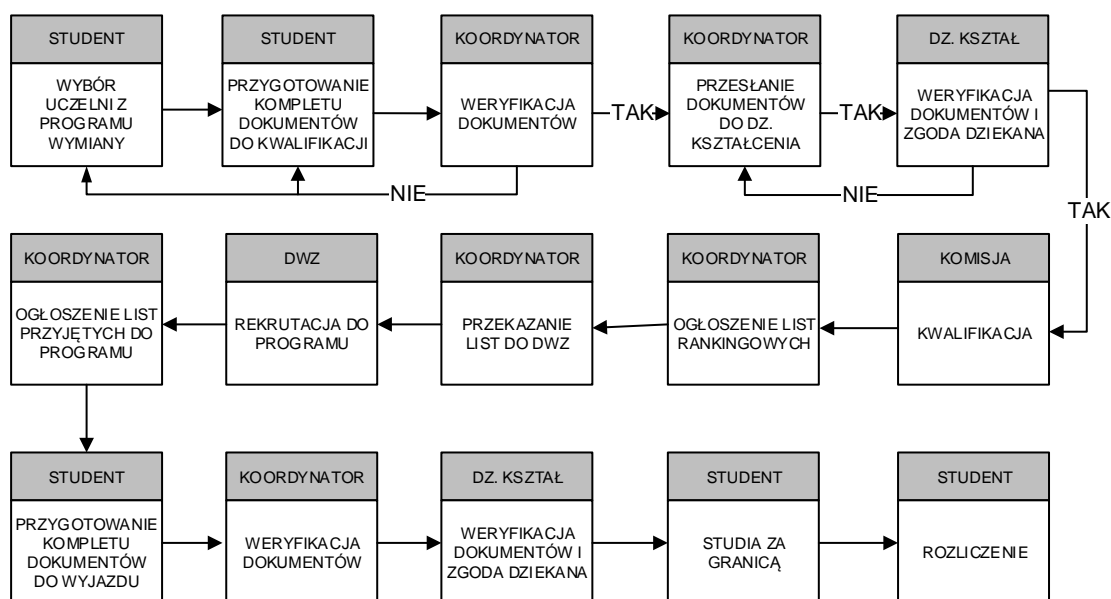 STUDENT
WYBÓR
UCZELNI Z
PROGRAMU
WYMIANY
STUDENT
PRZYGOTOWANIE
KOMPLETU
DOKUMENTÓW
DO KWALIFIKACJI
KOORDYNATOR
WERYFIKACJA
DOKUMENTÓW
TAK
KOORDYNATOR
PRZESŁANIE
DOKUMENTÓW
DO DZ.
KSZTAŁCENIA
TAK
DZ. KSZTAŁ
WERYFIKACJA
DOKUMENTÓW I
ZGODA DZIEKANA
NIE
NIE
TAK
KOORDYNATOR
OGŁOSZENIE LIST
PRZYJĘTYCH DO
PROGRAMU
DWZ
REKRUTACJA DO
PROGRAMU
KOORDYNATOR
PRZEKAZANIE
LIST DO DWZ
KOORDYNATOR
OGŁOSZENIE LIST
RANKINGOWYCH
KOMISJA
KWALIFIKACJA
STUDENT
PRZYGOTOWANIE
KOMPLETU
DOKUMENTÓW
DO WYJAZDU
KOORDYNATOR
WERYFIKACJA
DOKUMENTÓW
DZ. KSZTAŁ
WERYFIKACJA
DOKUMENTÓW I
ZGODA DZIEKANA
STUDENT
STUDIA ZA
GRANICĄ
STUDENT
ROZLICZENIE